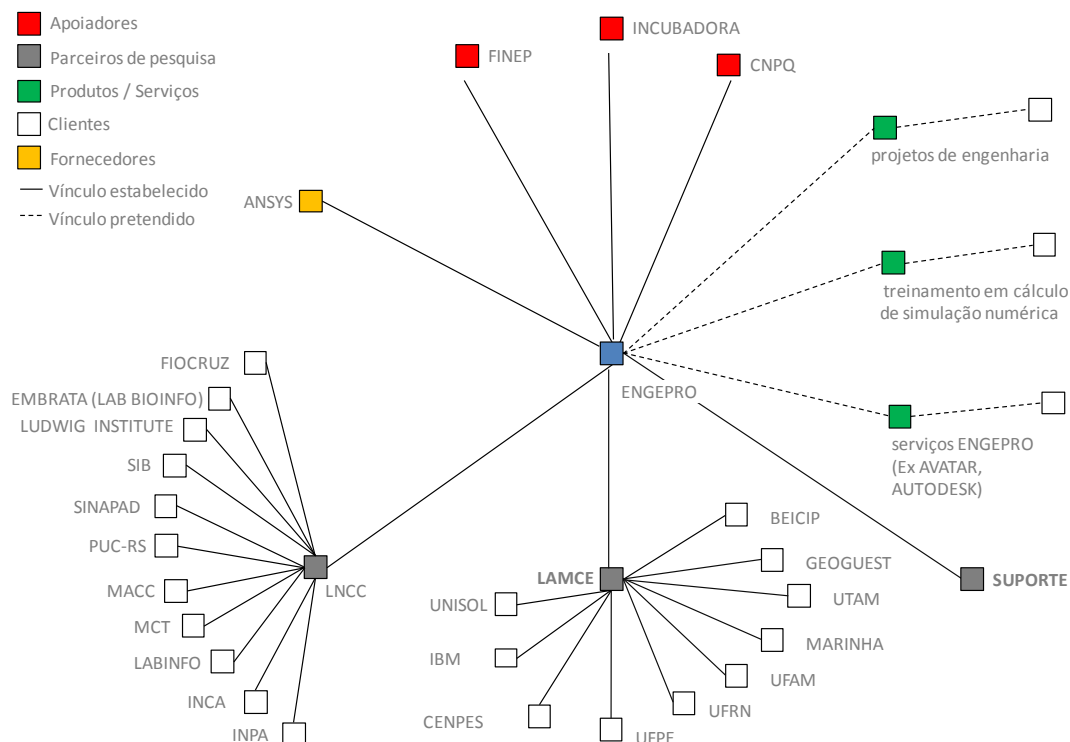 Apoiadores
Parceiros de pesquisa
Produtos / Serviços
Clientes
Fornecedores
Vínculo estabelecido
Vínculo pretendido
INCUBADORA
FINEP
CNPQ
ANSYS
projetos de engenharia
treinamento em cálculo
de simulação numérica
ENGEPRO
serviços ENGEPRO
(Ex AVATAR,
AUTODESK)
FIOCRUZ
EMBRATA (LAB BIOINFO)
LUDWIG INSTITUTE
SIB
SINAPAD
PUC-RS
MACC
MCT
LABINFO
INCA
INPA
LNCC
LAMCE
UNISOL
IBM
CENPES
UFPE
UFRN
UFAM
MARINHA
UTAM
GEOGUEST
BEICIP
SUPORTE